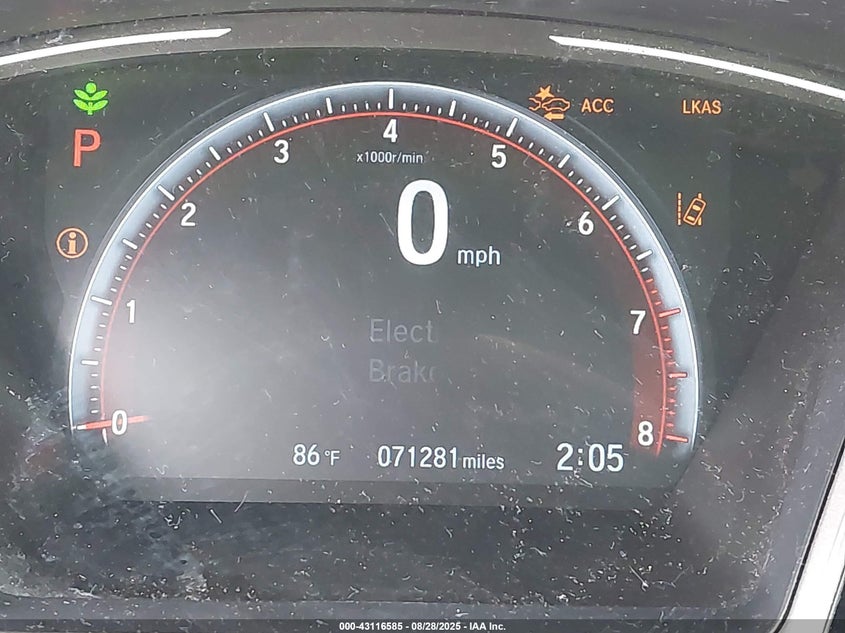 ACC
LKAS
P
4
3
5
x1000r/min
2
0 mph
6
1
7
Elect
Brak
0
8
86 °F
071281 miles
2:05
000-43116585 - 08/28/2025 - IAA Inc.